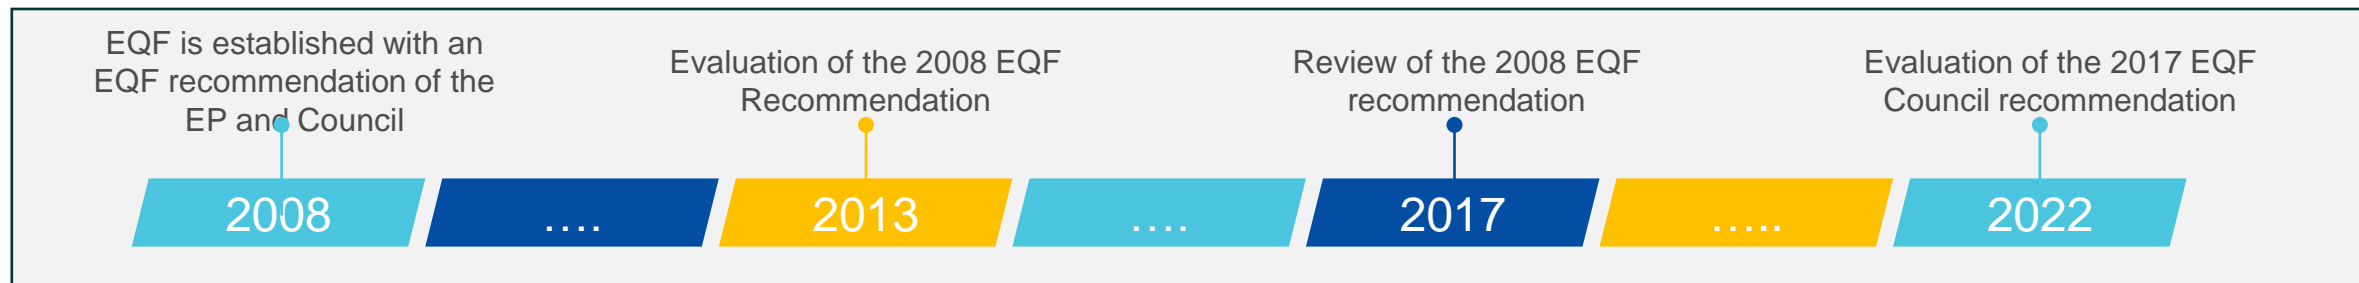 EQF is established with an
EQF recommendation of the
EP and Council
Evaluation of the 2008 EQF
Recommendation
Review of the 2008 EQF
recommendation
Evaluation of the 2017 EQF
Council recommendation
2008
....
2013
....
2017
.....
2022